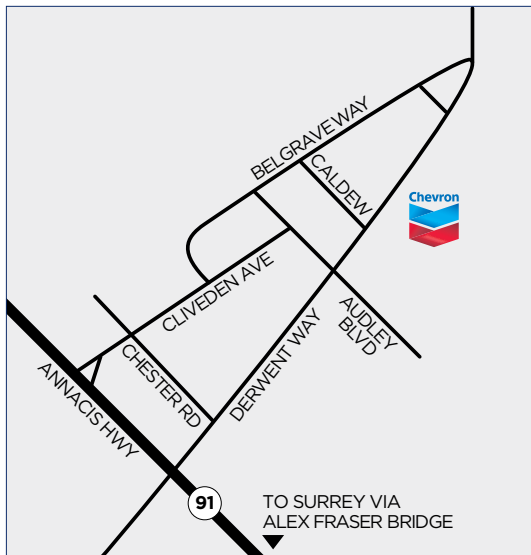 BELGRAVE WAY
CALDEW
Chevron
CLIVEDEN AVE
AUDLEY
BLVD
CHESTER RD
DERWENT WAY
ANNACIS HWY
91
TO SURREY VIA
ALEX FRASER BRIDGE